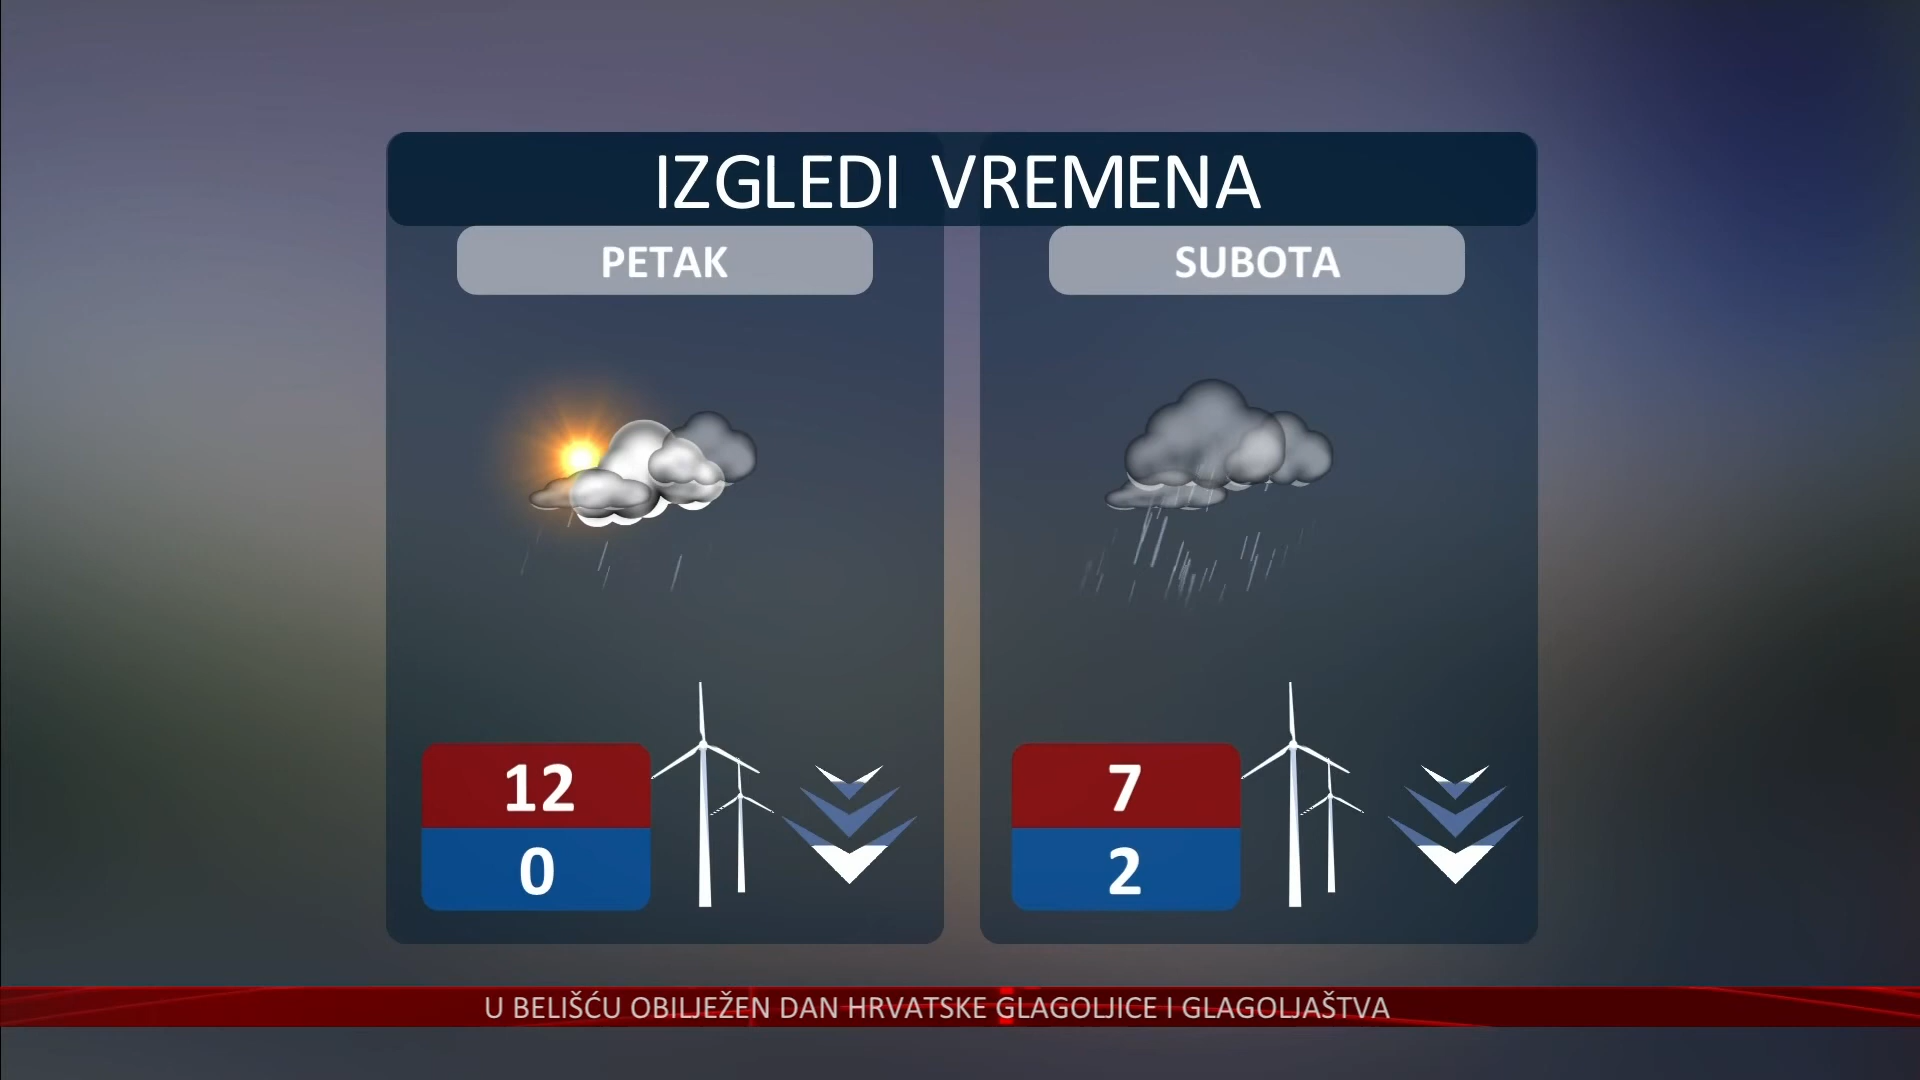 IZGLEDI VREMENA
PETAK
SUBOTA
12
0
7
2
U BELIŠĆU OBILJEŽEN DAN HRVATSKE GLAGOLJICE I GLAGOLJAŠTVA